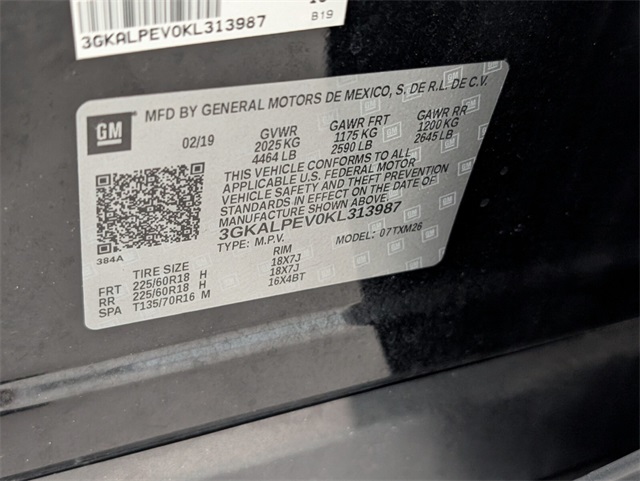 B19
3GKALPEV0KL313987
GM
MFD BY GENERAL MOTORS DE MEXICO, S. DE R.L. DE C.V.
02/19 GVWR GAWR FRT GAWR RR
2025 KG 1175 KG 1200 KG
4464 LB 2590 LB 2645 LB
THIS VEHICLE CONFORMS TO ALL
APPLICABLE U.S. FEDERAL MOTOR
VEHICLE SAFETY AND THEFT PREVENTION
STANDARDS IN EFFECT ON THE DATE OF
MANUFACTURE SHOWN ABOVE.
3GKALPEV0KL313987
TYPE: M.P.V. MODEL: 07TXM26
384A
TIRE SIZE RIM
FRT 225/60R18 H 18X7J
RR 225/60R18 H 18X7J
SPA T135/70R16 M 16X4BT